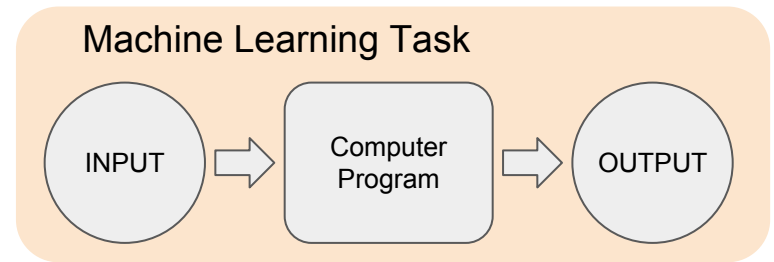 Machine Learning Task
INPUT
Computer
Program
OUTPUT